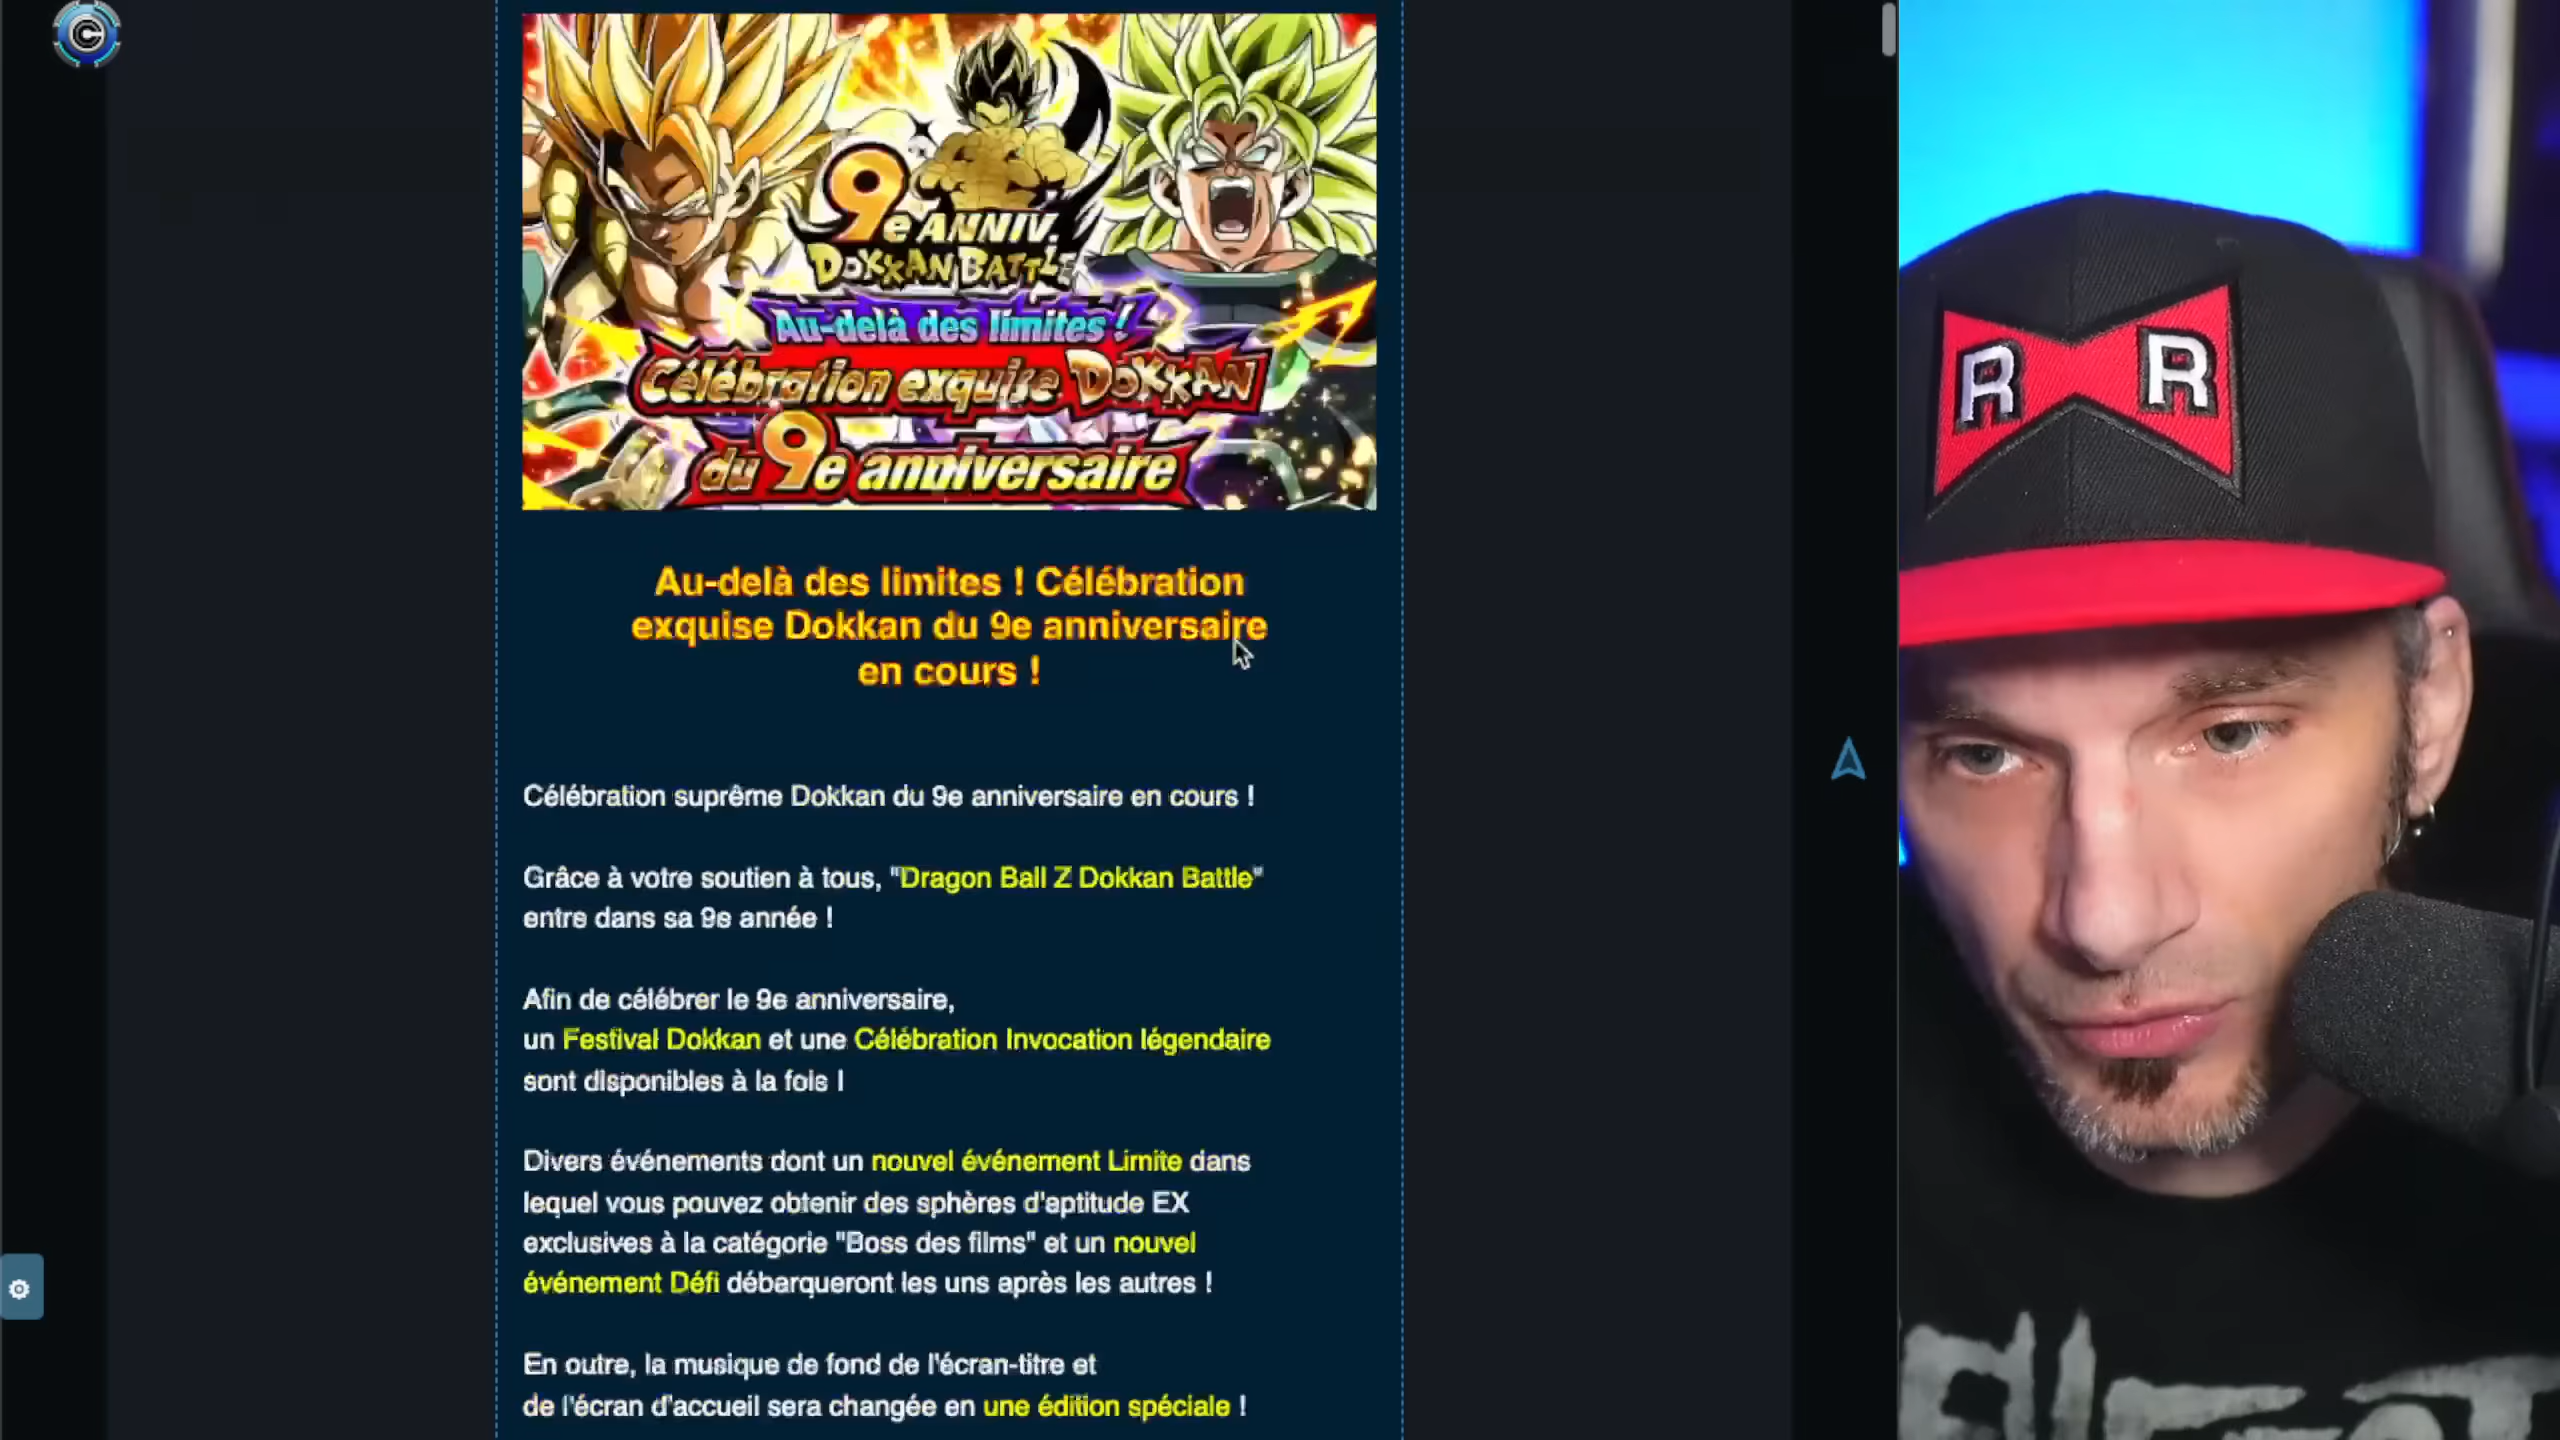 9e ANNIV.
DOKKAN BATTLE
Au-delà des limites !
Célébration exquise DOKKAN
du 9e anniversaire
Au-delà des limites ! Célébration
exquise Dokkan du 9e anniversaire
en cours !
Célébration suprême Dokkan du 9e anniversaire en cours !
Grâce à votre soutien à tous, "Dragon Ball Z Dokkan Battle"
entre dans sa 9e année !
Afin de célébrer le 9e anniversaire,
un Festival Dokkan et une Célébration Invocation légendaire
sont disponibles à la fois !
Divers événements dont un nouvel événement Limite dans
lequel vous pouvez obtenir des sphères d'aptitude EX
exclusives à la catégorie "Boss des films" et un nouvel
événement Défi débarqueront les uns après les autres !
En outre, la musique de fond de l'écran-titre et
de l'écran d'accueil sera changée en une édition spéciale !
R R